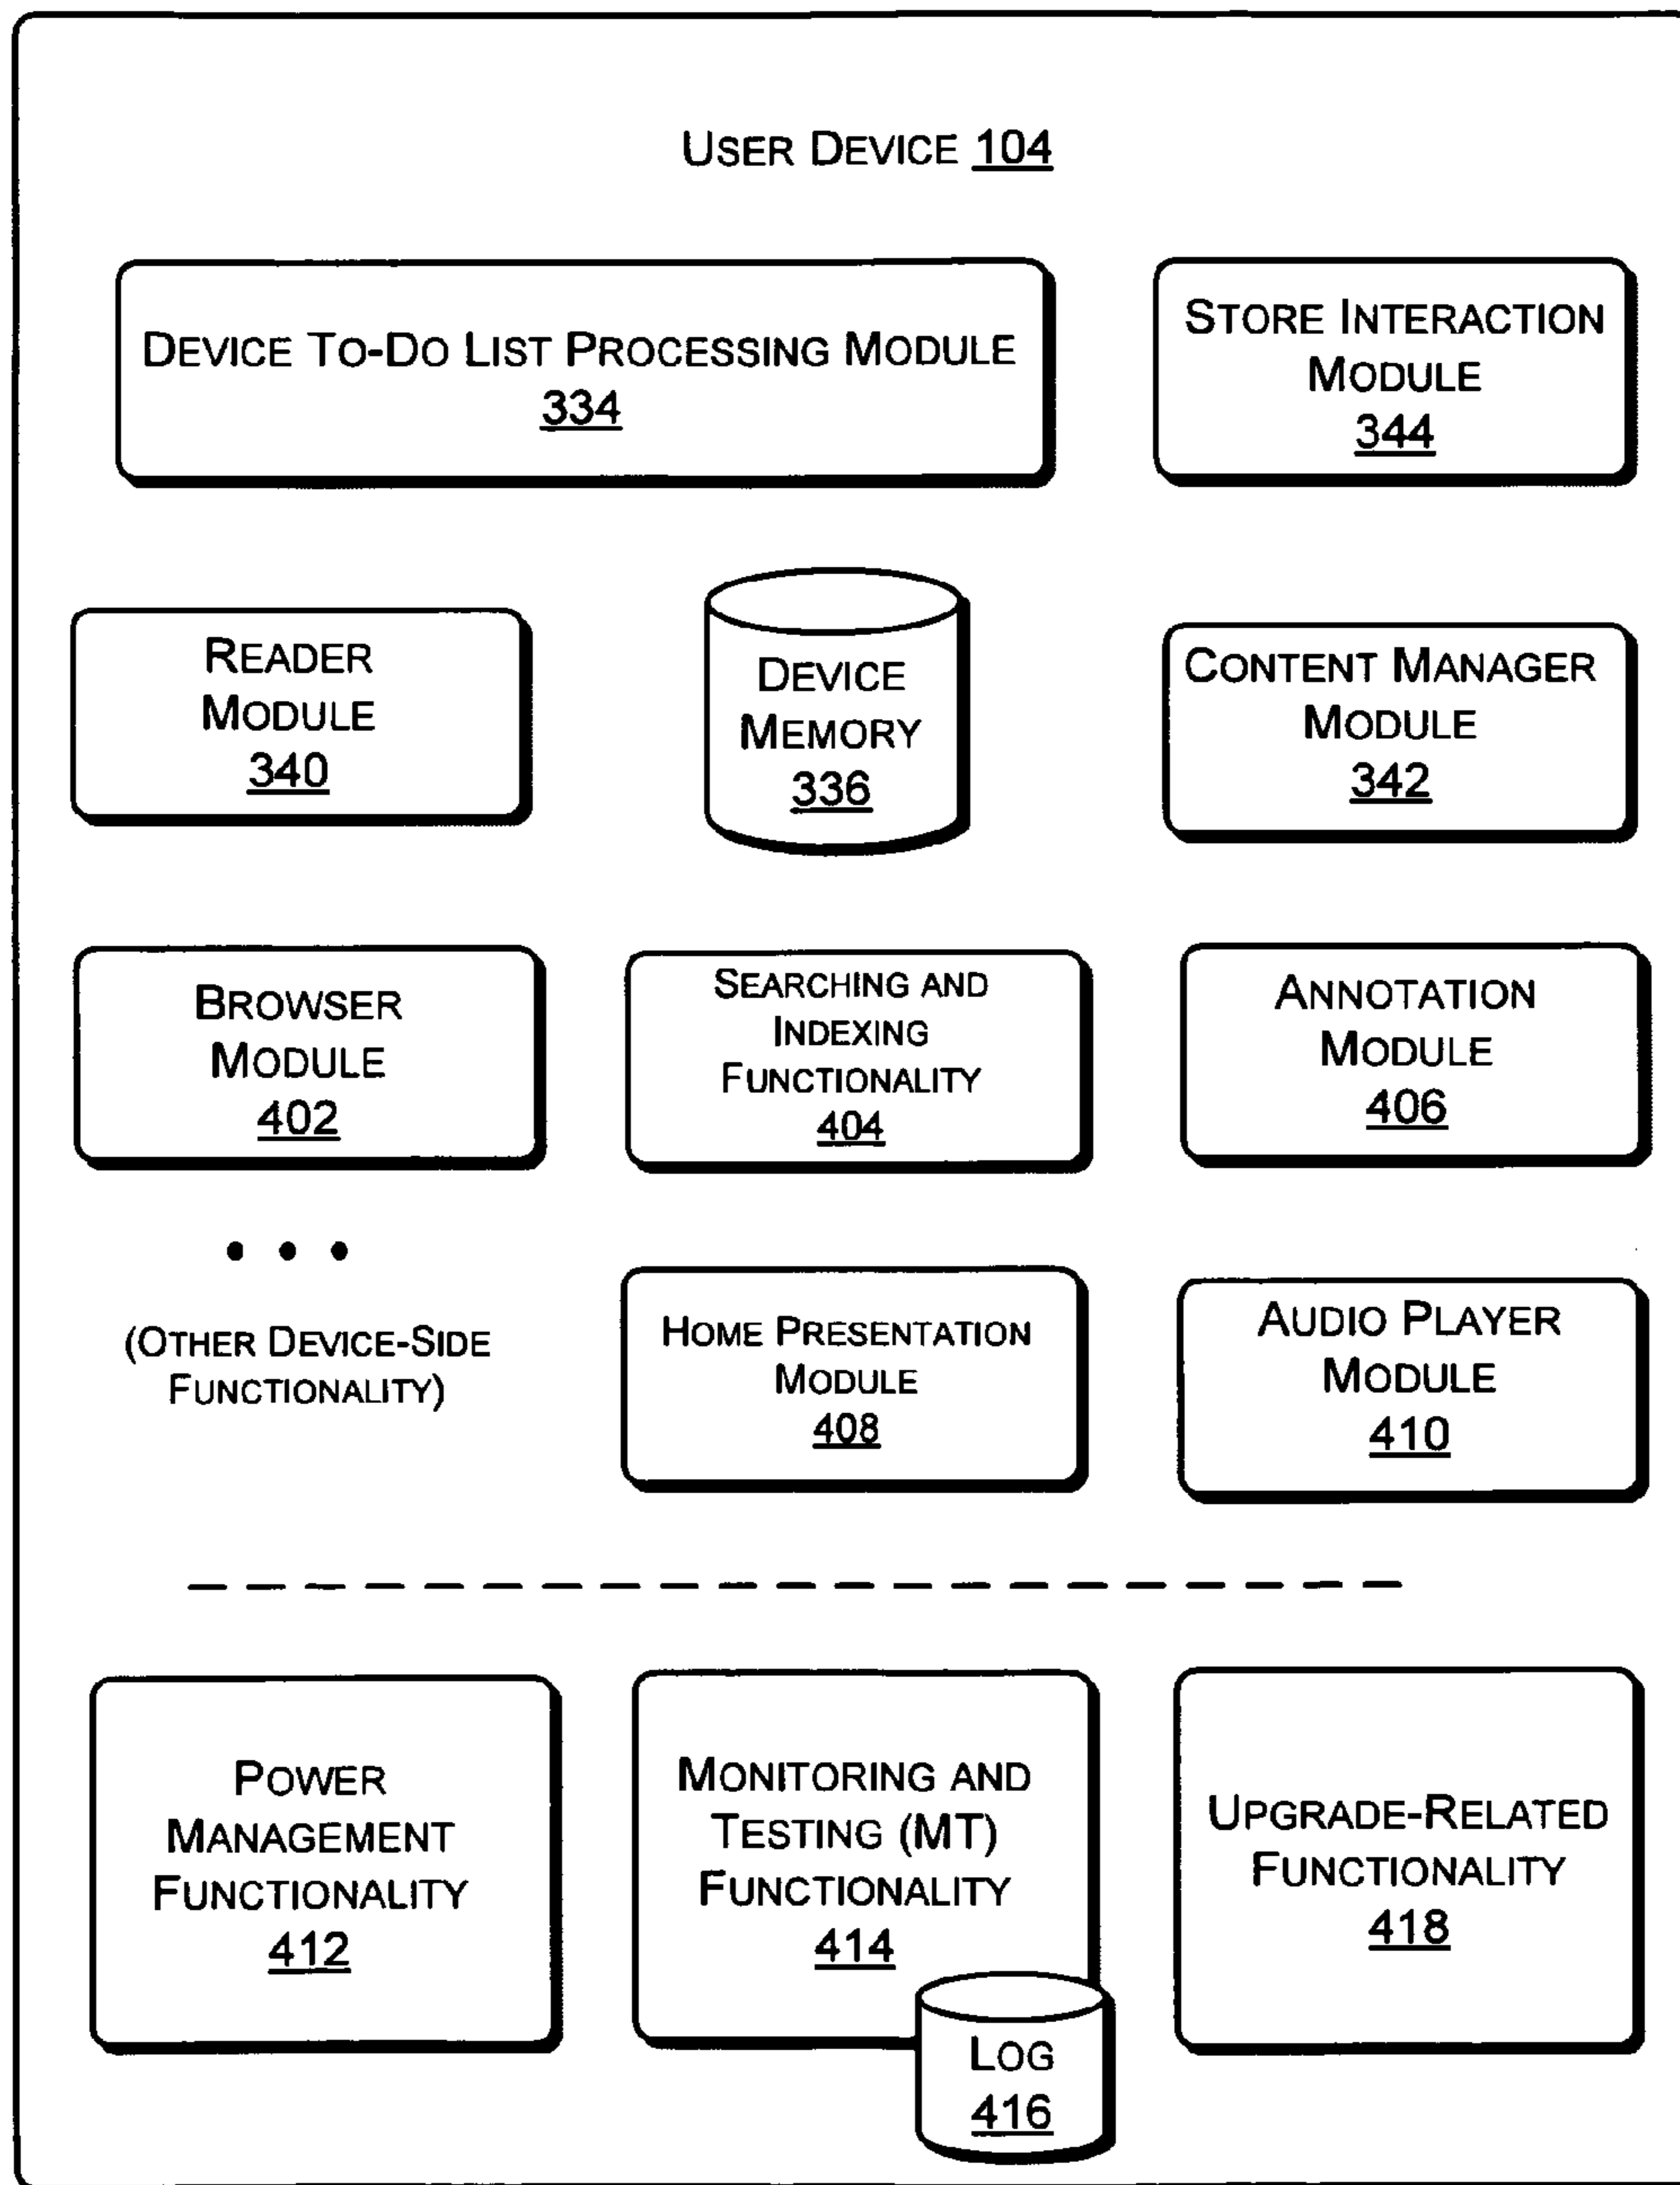 USER DEVICE 104
DEVICE TO-DO LIST PROCESSING MODULE
334
STORE INTERACTION
MODULE
344
READER
MODULE
340
DEVICE
MEMORY
336
CONTENT MANAGER
MODULE
342
BROWSER
MODULE
402
SEARCHING AND
INDEXING
FUNCTIONALITY
404
ANNOTATION
MODULE
406
(OTHER DEVICE-SIDE
FUNCTIONALITY)
HOME PRESENTATION
MODULE
408
AUDIO PLAYER
MODULE
410
POWER
MANAGEMENT
FUNCTIONALITY
412
MONITORING AND
TESTING (MT)
FUNCTIONALITY
414
LOG
416
UPGRADE-RELATED
FUNCTIONALITY
418